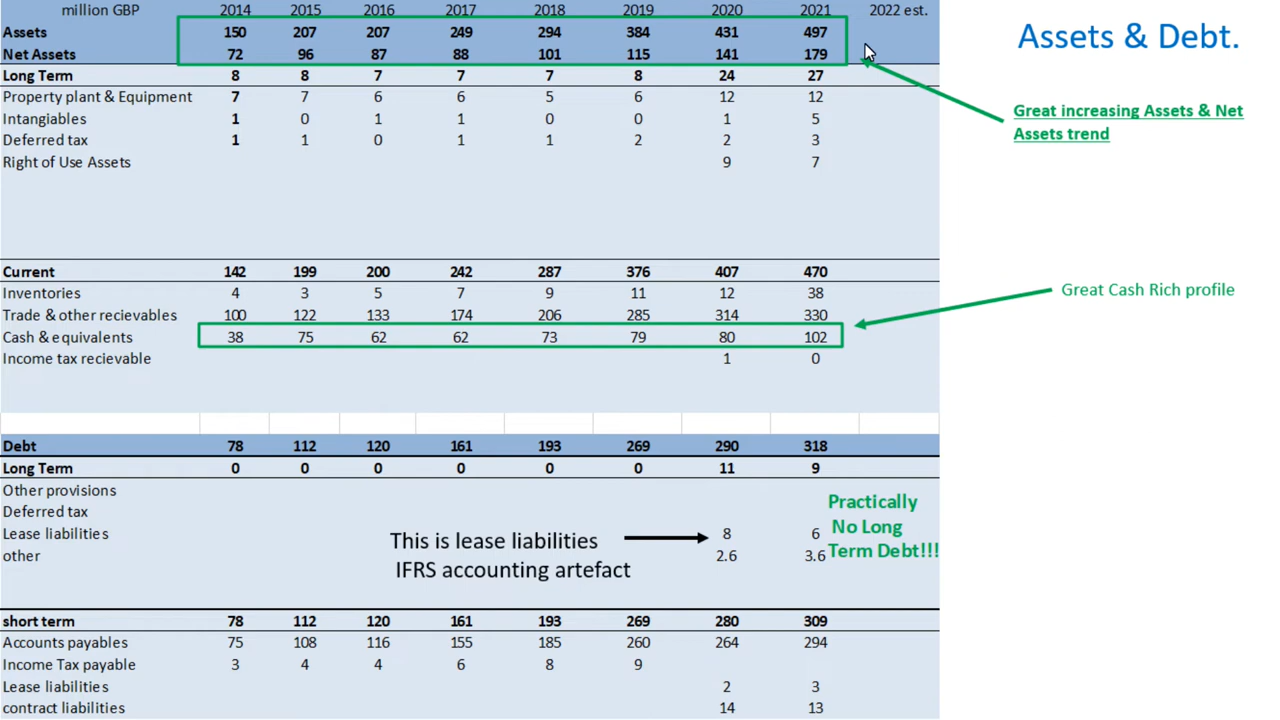 million GBP 2014 2015 2016 2017 2018 2019 2020 2021 2022 est.
Assets 150 207 207 249 294 384 431 497
Net Assets 72 96 87 88 101 115 141 179
Assets & Debt.
Long Term 8 8 7 7 7 8 24 27
Property plant & Equipment 7 7 6 6 5 6 12 12
Intangibles 1 0 1 1 0 0 1 5
Deferred tax 1 1 0 1 1 2 2 3
Right of Use Assets 9 7
Great increasing Assets & Net
Assets trend
Current 142 199 200 242 287 376 407 470
Inventories 4 3 5 7 9 11 12 38
Trade & other recievables 100 122 133 174 206 285 314 330
Cash & equivalents 38 75 62 62 73 79 80 102
Income tax recievable 1 0
Great Cash Rich profile
Debt 78 112 120 161 193 269 290 318
Long Term 0 0 0 0 0 0 11 9
Other provisions
Deferred tax
Lease liabilities 8 6
other 2.6 3.6
This is lease liabilities
IFRS accounting artefact
Practically
No Long
Term Debt!!!
short term 78 112 120 161 193 269 280 309
Accounts payables 75 108 116 155 185 260 264 294
Income Tax payable 3 4 4 6 8 9
Lease liabilities 2 3
contract liabilities 14 13